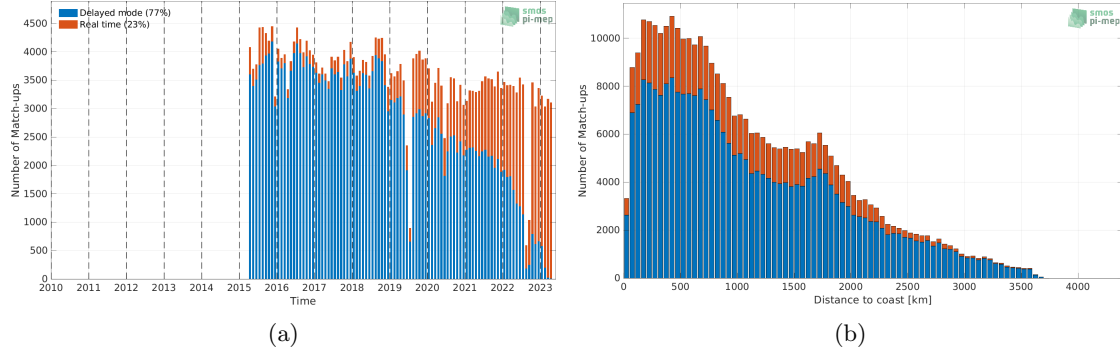 Delayed mode (77%)
Real time (23%)
smos
pi-mep
4500
4000
3500
3000
2500
2000
1500
1000
500
0
Number of Match-ups
2010 2011 2012 2013 2014 2015 2016 2017 2018 2019 2020 2021 2022 2023
Time
(a)
smos
pi-mep
10000
8000
6000
4000
2000
0
Number of Match-ups
0 500 1000 1500 2000 2500 3000 3500 4000
Distance to coast [km]
(b)